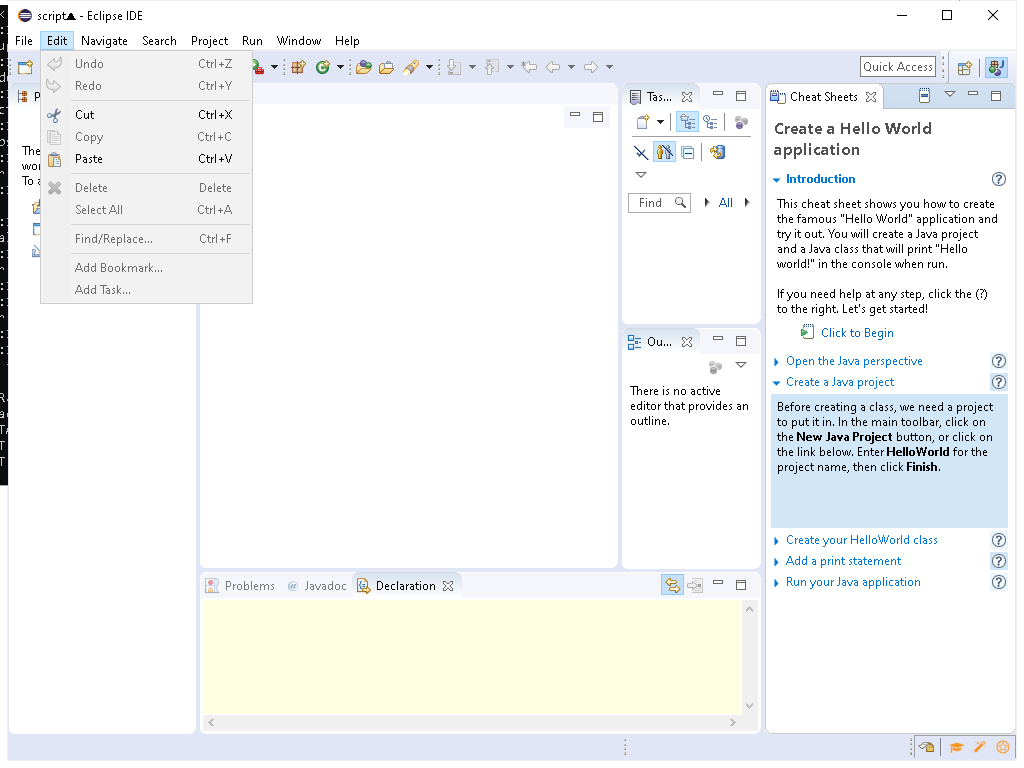 script▲ - Eclipse IDE
File Edit Navigate Search Project Run Window Help
Undo Ctrl+Z
Redo Ctrl+Y
Cut Ctrl+X
Copy Ctrl+C
Paste Ctrl+V
Delete Delete
Select All Ctrl+A
Find/Replace... Ctrl+F
Add Bookmark...
Add Task...
Quick Access
P
The
wor
To a
Tas...
Find
All
Ou...
There is no active
editor that provides an
outline.
Problems @ Javadoc Declaration
Cheat Sheets
Create a Hello World
application
Introduction
This cheat sheet shows you how to create
the famous "Hello World" application and
try it out. You will create a Java project
and a Java class that will print "Hello
world!" in the console when run.
If you need help at any step, click the (?)
to the right. Let's get started!
Click to Begin
Open the Java perspective
Create a Java project
Before creating a class, we need a project
to put it in. In the main toolbar, click on
the New Java Project button, or click on
the link below. Enter HelloWorld for the
project name, then click Finish.
Create your HelloWorld class
Add a print statement
Run your Java application